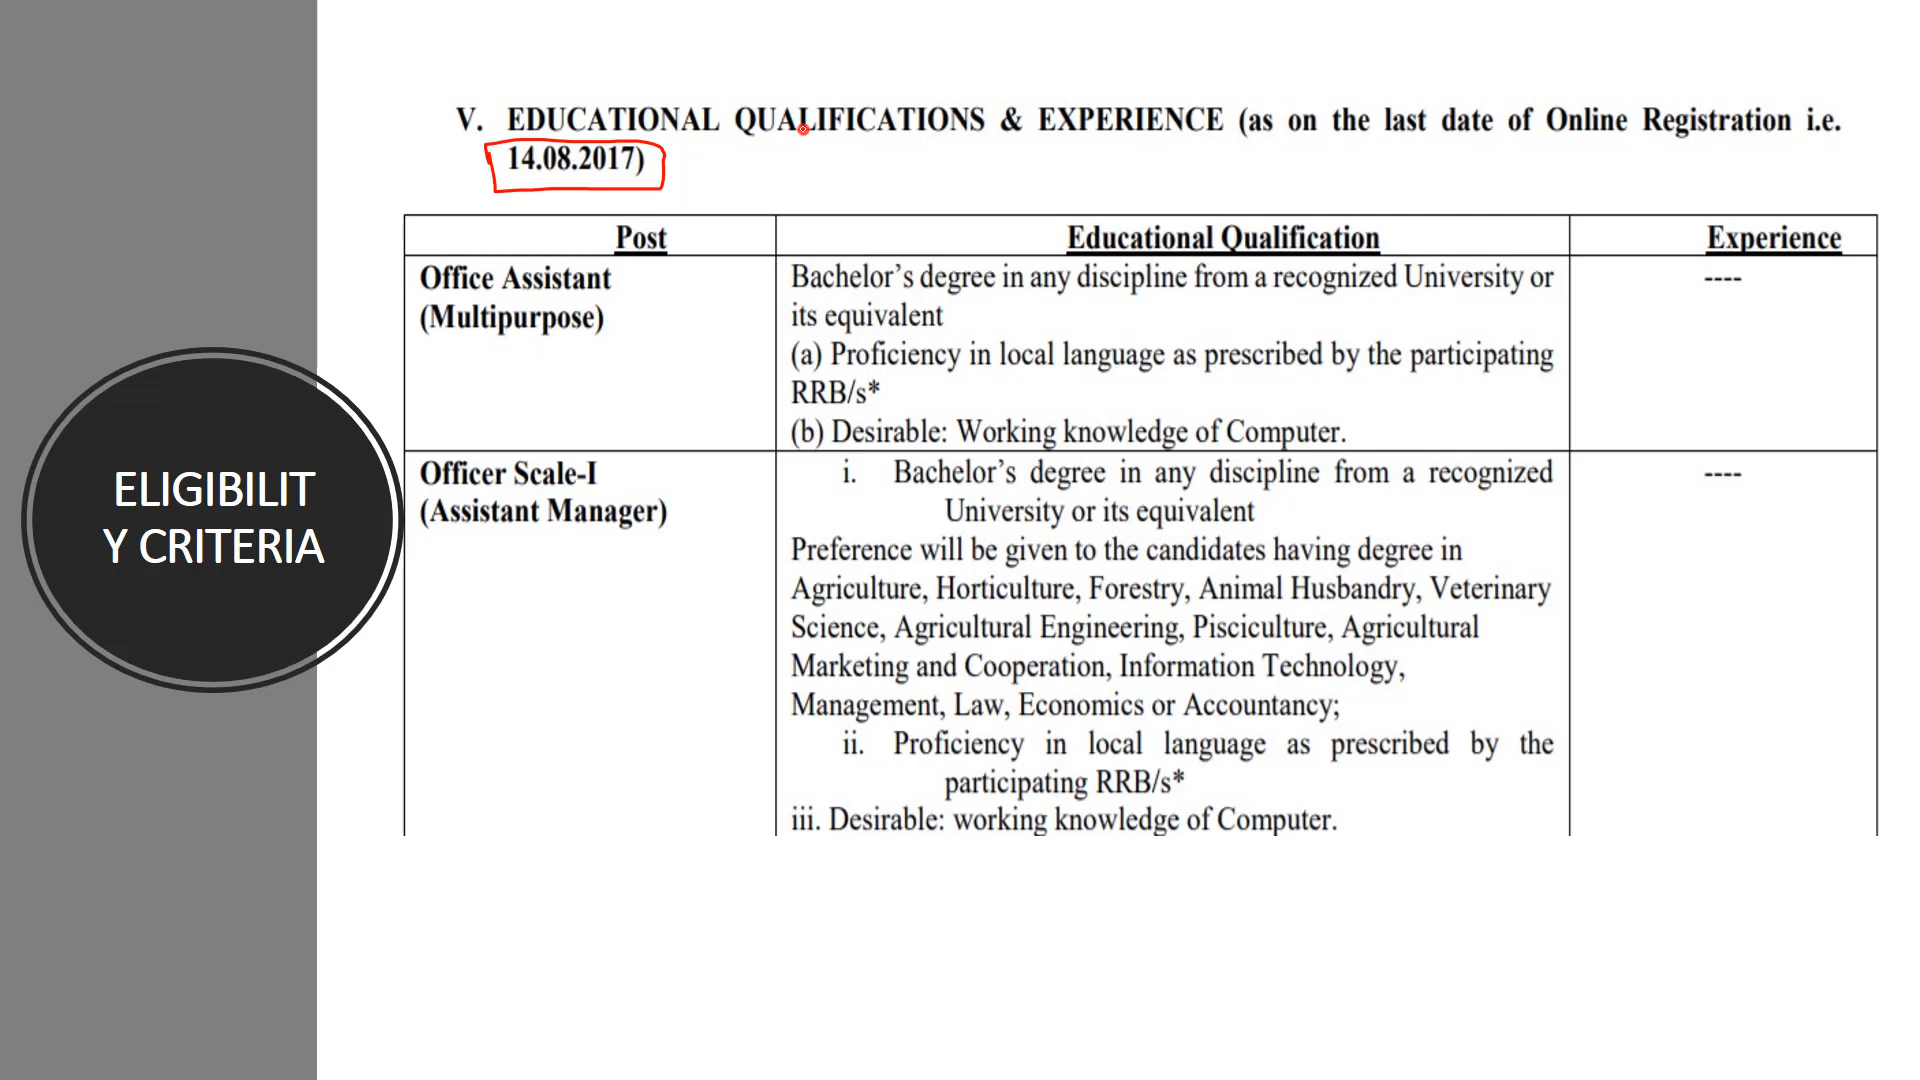 ELIGIBILIT
Y CRITERIA
V. EDUCATIONAL QUALIFICATIONS & EXPERIENCE (as on the last date of Online Registration i.e.
14.08.2017)
Post Educational Qualification Experience
Office Assistant
(Multipurpose)
Bachelor’s degree in any discipline from a recognized University or
its equivalent
(a) Proficiency in local language as prescribed by the participating
RRB/s*
(b) Desirable: Working knowledge of Computer.
----
Officer Scale-I
(Assistant Manager)
i. Bachelor’s degree in any discipline from a recognized
University or its equivalent
Preference will be given to the candidates having degree in
Agriculture, Horticulture, Forestry, Animal Husbandry, Veterinary
Science, Agricultural Engineering, Pisciculture, Agricultural
Marketing and Cooperation, Information Technology,
Management, Law, Economics or Accountancy;
ii. Proficiency in local language as prescribed by the
participating RRB/s*
iii. Desirable: working knowledge of Computer.
----